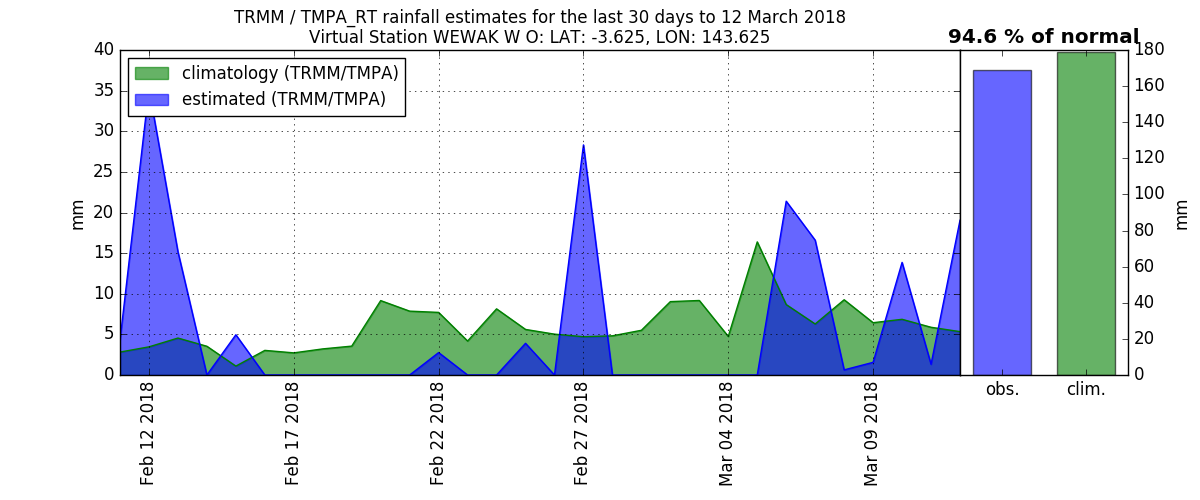 TRMM / TMPA_RT rainfall estimates for the last 30 days to 12 March 2018
Virtual Station WEWAK W O: LAT: -3.625, LON: 143.625
94.6 % of normal
climatology (TRMM/TMPA)
estimated (TRMM/TMPA)
mm
40
35
30
25
20
15
10
5
0
Feb 12 2018
Feb 17 2018
Feb 22 2018
Feb 27 2018
Mar 04 2018
Mar 09 2018
180
160
140
120
100
80
60
40
20
0
mm
obs.
clim.